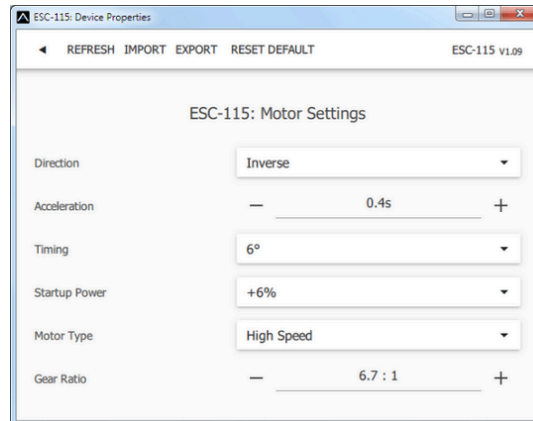 ESC-115: Device Properties
REFRESH IMPORT EXPORT RESET DEFAULT ESC-115 V1.09
ESC-115: Motor Settings
Direction Inverse
Acceleration 0.4s
Timing 6°
Startup Power +6%
Motor Type High Speed
Gear Ratio 6.7 : 1